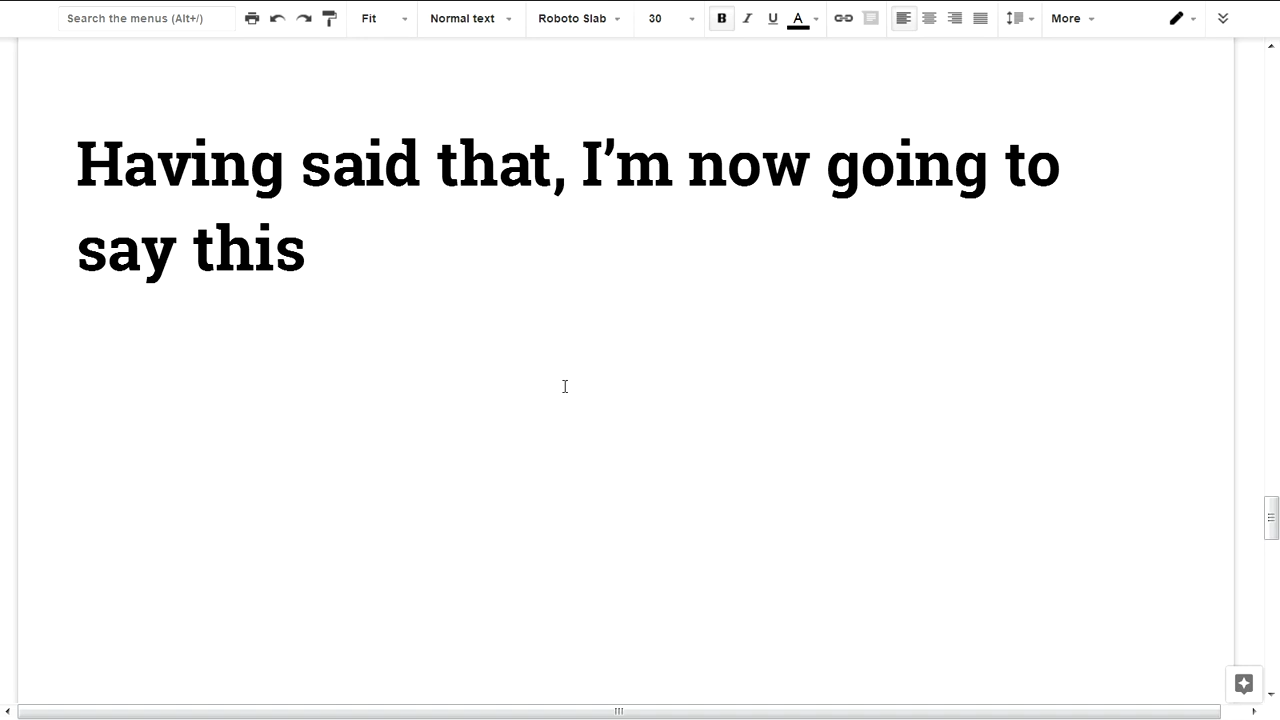 Search the menus (Alt+/) Fit Normal text Roboto Slab 30 B I U A More
Having said that, I’m now going to
say this